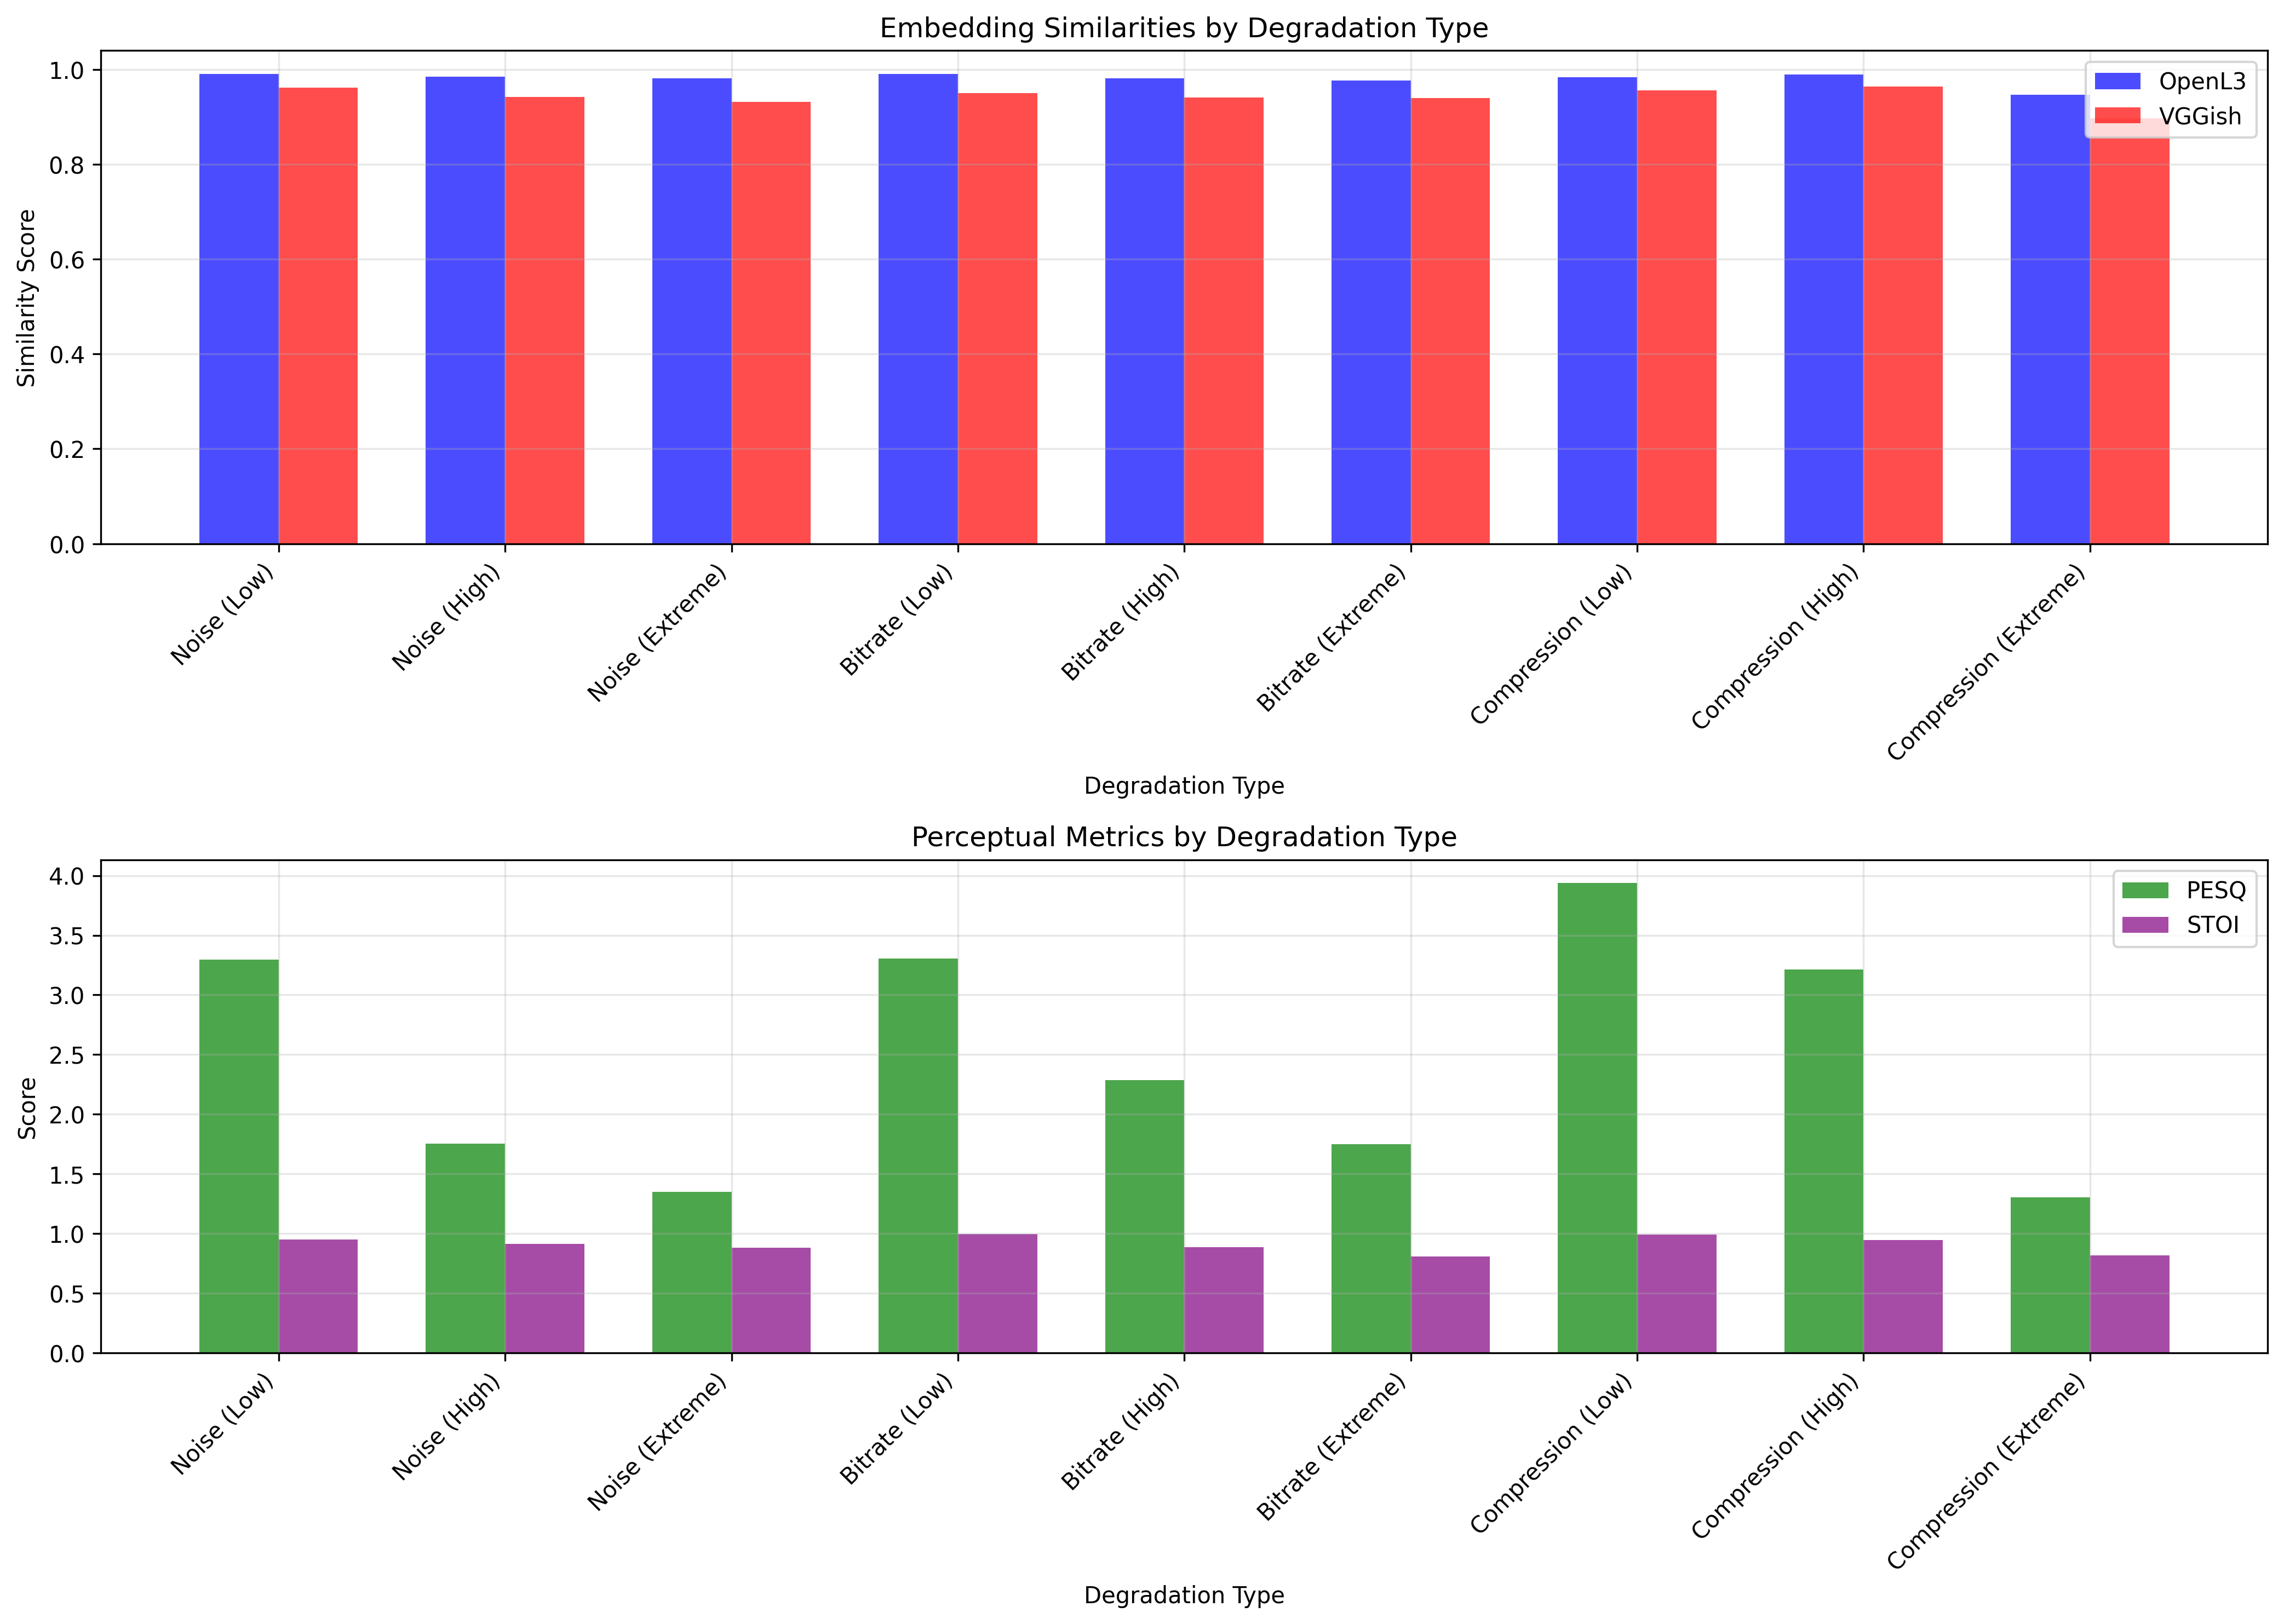 Embedding Similarities by Degradation Type
OpenL3
VGGish
Similarity Score
1.0
0.8
0.6
0.4
0.2
0.0
Noise (Low)
Noise (High)
Noise (Extreme)
Bitrate (Low)
Bitrate (High)
Bitrate (Extreme)
Compression (Low)
Compression (High)
Compression (Extreme)
Degradation Type
Perceptual Metrics by Degradation Type
PESQ
STOI
Score
4.0
3.5
3.0
2.5
2.0
1.5
1.0
0.5
0.0
Noise (Low)
Noise (High)
Noise (Extreme)
Bitrate (Low)
Bitrate (High)
Bitrate (Extreme)
Compression (Low)
Compression (High)
Compression (Extreme)
Degradation Type